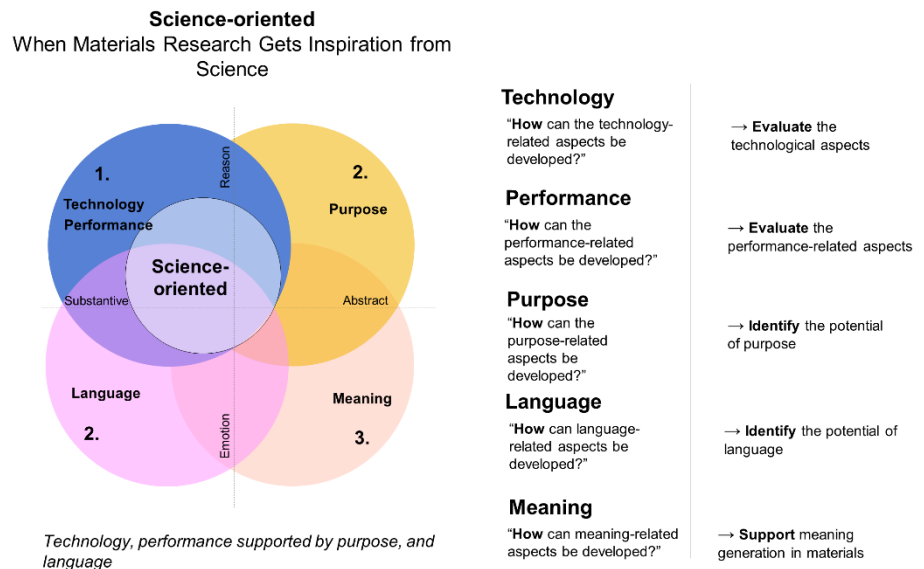 Science-oriented
When Materials Research Gets Inspiration from
Science
1.
Technology
Performance
Reason
2.
Purpose
Science-
oriented
Substantive
Abstract
Language
2.
Emotion
Meaning
3.
Technology, performance supported by purpose, and
language
Technology
“How can the technology-
related aspects be
developed?”
→ Evaluate the
technological aspects
Performance
“How can the
performance-related
aspects be developed?”
→ Evaluate the
performance-related aspects
Purpose
“How can the
purpose-related
aspects be
developed?”
→ Identify the potential
of purpose
Language
“How can language-
related aspects be
developed?”
→ Identify the potential of
language
Meaning
“How can meaning-related
aspects be developed?”
→ Support meaning
generation in materials